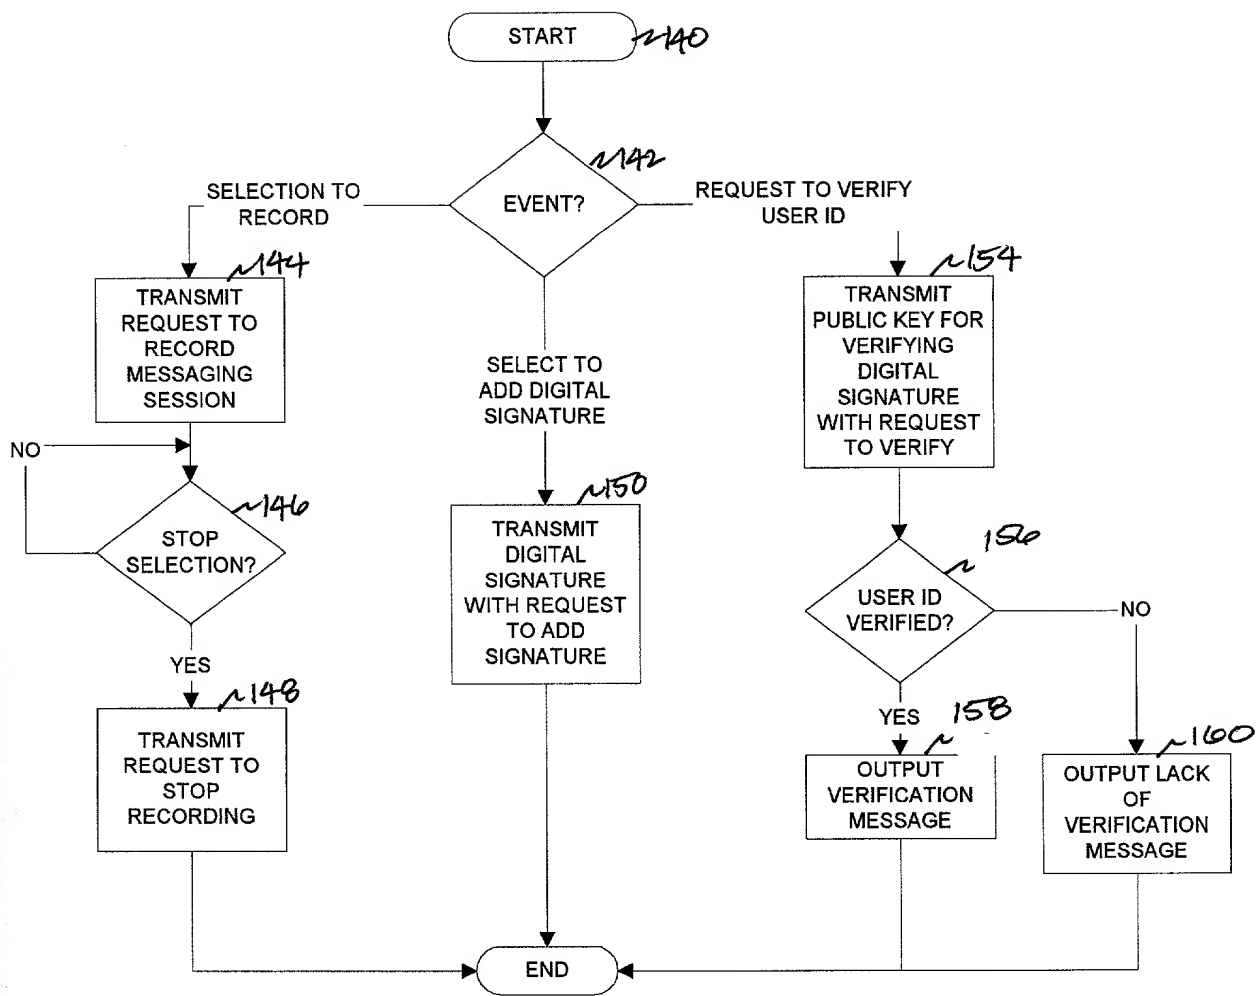 START
140
142
EVENT?
SELECTION TO
RECORD
REQUEST TO VERIFY
USER ID
144
TRANSMIT
REQUEST TO
RECORD
MESSAGING
SESSION
NO
146
STOP
SELECTION?
YES
148
TRANSMIT
REQUEST TO
STOP
RECORDING
SELECT TO
ADD DIGITAL
SIGNATURE
150
TRANSMIT
DIGITAL
SIGNATURE
WITH REQUEST
TO ADD
SIGNATURE
154
TRANSMIT
PUBLIC KEY FOR
VERIFYING
DIGITAL
SIGNATURE
WITH REQUEST
TO VERIFY
156
USER ID
VERIFIED?
NO
YES
158
OUTPUT
VERIFICATION
MESSAGE
160
OUTPUT LACK
OF
VERIFICATION
MESSAGE
END